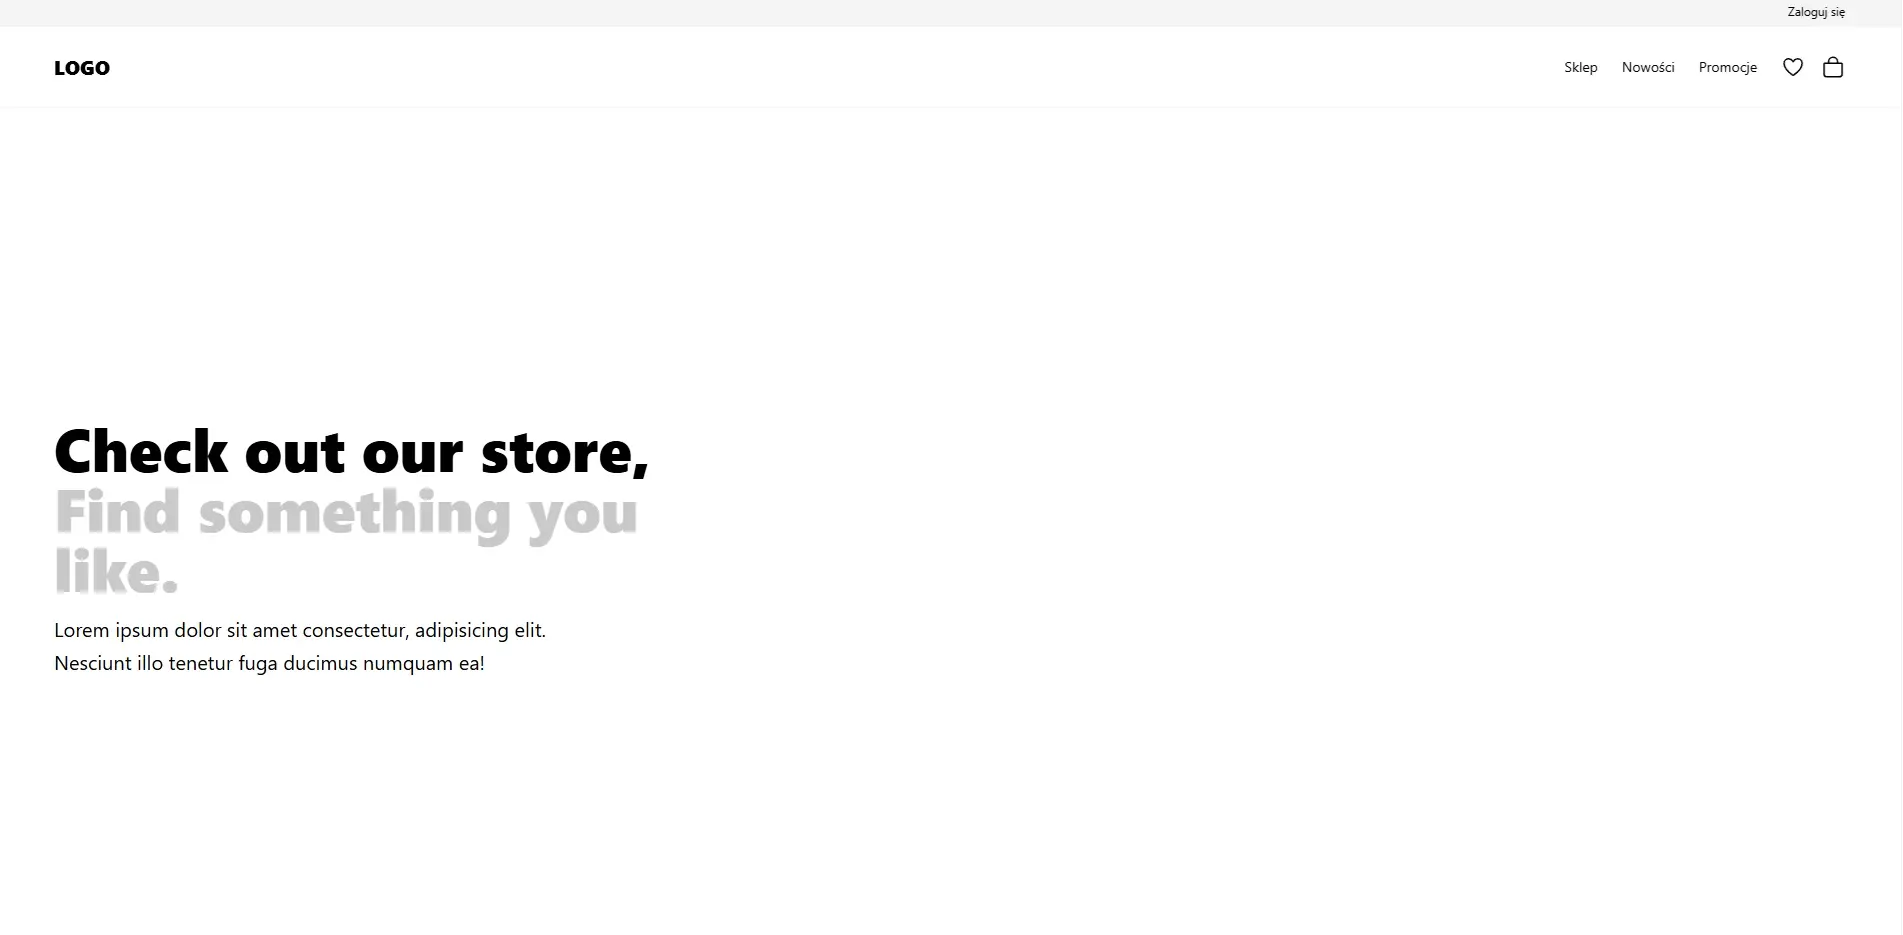 Zaloguj się
LOGO
Sklep
Nowości
Promocje
Check out our store,
Find something you
like.
Lorem ipsum dolor sit amet consectetur, adipisicing elit.
Nesciunt illo tenetur fuga ducimus numquam ea!